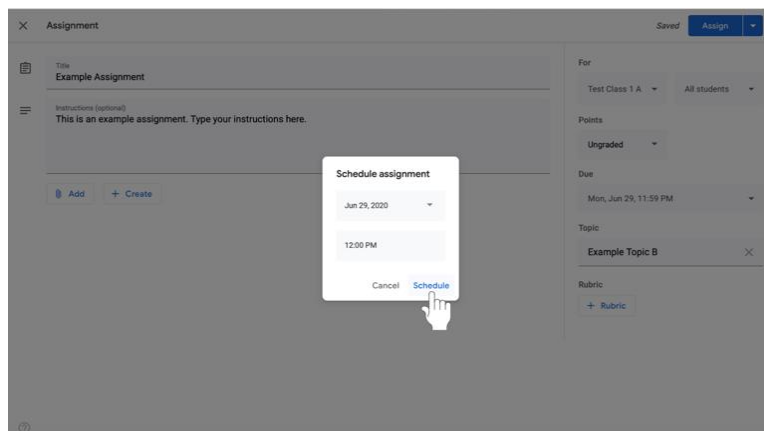 Assignment
Saved
Assign
Title
Example Assignment
Instructions (optional)
This is an example assignment. Type your instructions here.
Add
+ Create
Schedule assignment
Jun 29, 2020
12:00 PM
Cancel
Schedule
For
Test Class 1 A
All students
Points
Ungraded
Due
Mon, Jun 29, 11:59 PM
Topic
Example Topic B
Rubric
+ Rubric